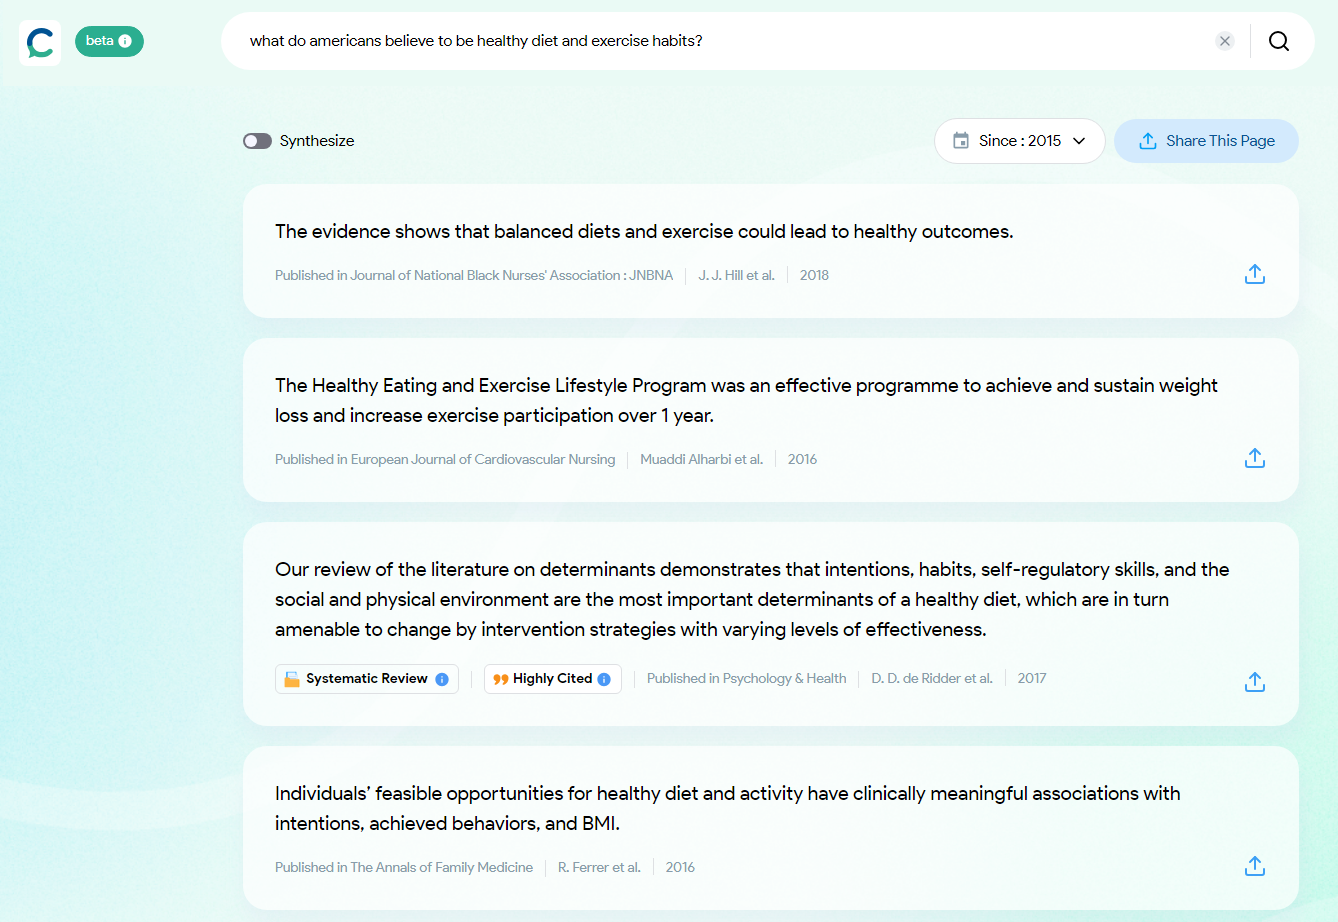 beta
what do americans believe to be healthy diet and exercise habits?
Synthesize
Since : 2015
Share This Page
The evidence shows that balanced diets and exercise could lead to healthy outcomes.
Published in Journal of National Black Nurses' Association : JNBNA J. J. Hill et al. 2018
The Healthy Eating and Exercise Lifestyle Program was an effective programme to achieve and sustain weight
loss and increase exercise participation over 1 year.
Published in European Journal of Cardiovascular Nursing Muaddi Alharbi et al. 2016
Our review of the literature on determinants demonstrates that intentions, habits, self-regulatory skills, and the
social and physical environment are the most important determinants of a healthy diet, which are in turn
amenable to change by intervention strategies with varying levels of effectiveness.
Systematic Review Highly Cited Published in Psychology & Health D. D. de Ridder et al. 2017
Individuals’ feasible opportunities for healthy diet and activity have clinically meaningful associations with
intentions, achieved behaviors, and BMI.
Published in The Annals of Family Medicine R. Ferrer et al. 2016